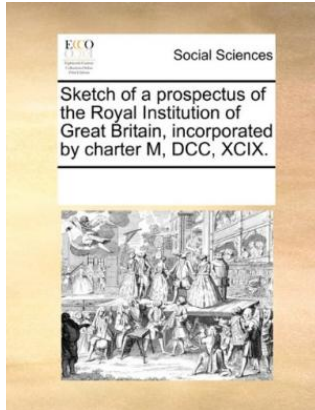 ECCO
Social Sciences
Sketch of a prospectus of
the Royal Institution of
Great Britain, incorporated
by charter M, DCC, XCIX.